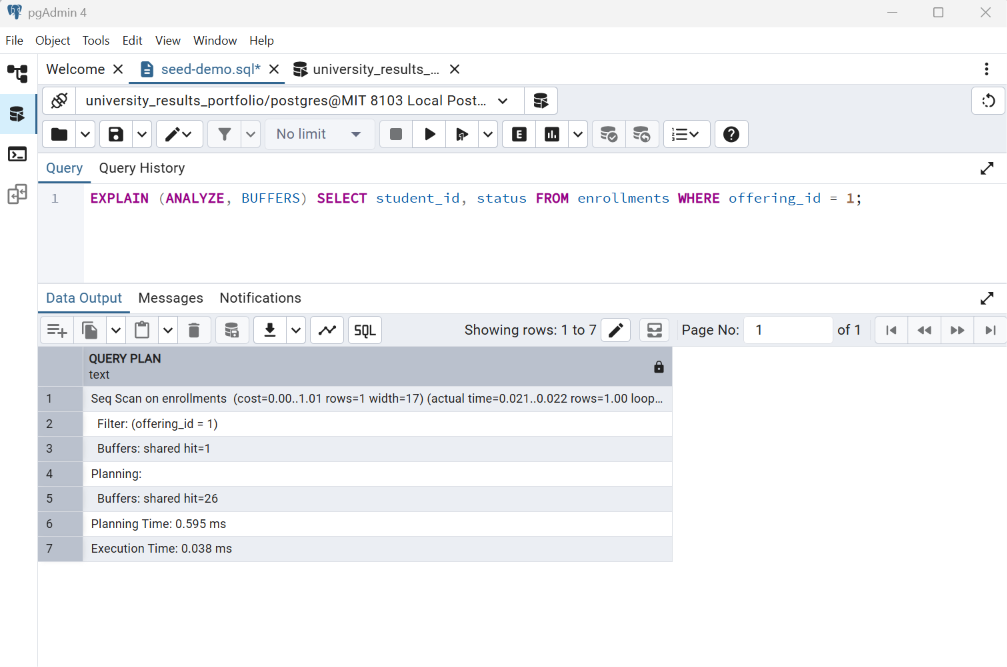 pgAdmin 4
File Object Tools Edit View Window Help
Welcome seed-demo.sql* university_results_...
university_results_portfolio/postgres@MIT 8103 Local Post...
No limit E
Query Query History
1 EXPLAIN (ANALYZE, BUFFERS) SELECT student_id, status FROM enrollments WHERE offering_id = 1;
Data Output Messages Notifications
SQL Showing rows: 1 to 7 Page No: 1 of 1
QUERY PLAN
text
1 Seq Scan on enrollments (cost=0.00..1.01 rows=1 width=17) (actual time=0.021..0.022 rows=1.00 loop...
2 Filter: (offering_id = 1)
3 Buffers: shared hit=1
4 Planning:
5 Buffers: shared hit=26
6 Planning Time: 0.595 ms
7 Execution Time: 0.038 ms